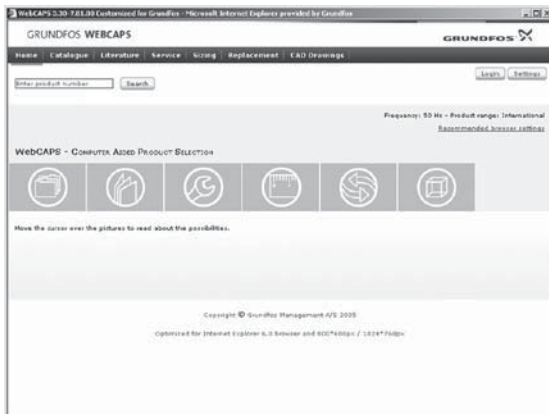 WebCAPS 5.30-7.01.00 Customized for Grundfos - Microsoft Internet Explorer provided by Grundfos
GRUNDFOS WEBCAPS
GRUNDFOS
Home Catalogue Literature Service Sizing Replacement CAD Drawings
Enter product number Search
Login Settings
Frequency: 50 Hz - Product range: International
Recommended browser settings
WebCAPS - Computer Aided Product Selection
Move the cursor over the pictures to read about the possibilities.
Copyright © Grundfos Management A/S 2005
Optimized for Internet Explorer 6.0 browser and 800*600px / 1024*768px